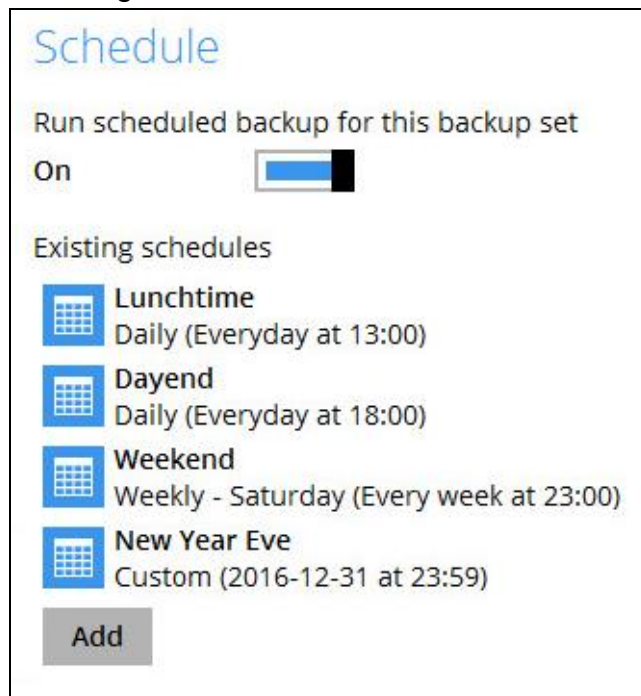 Schedule
Run scheduled backup for this backup set
On
Existing schedules
Lunchtime
Daily (Everyday at 13:00)
Dayend
Daily (Everyday at 18:00)
Weekend
Weekly - Saturday (Every week at 23:00)
New Year Eve
Custom (2016-12-31 at 23:59)
Add